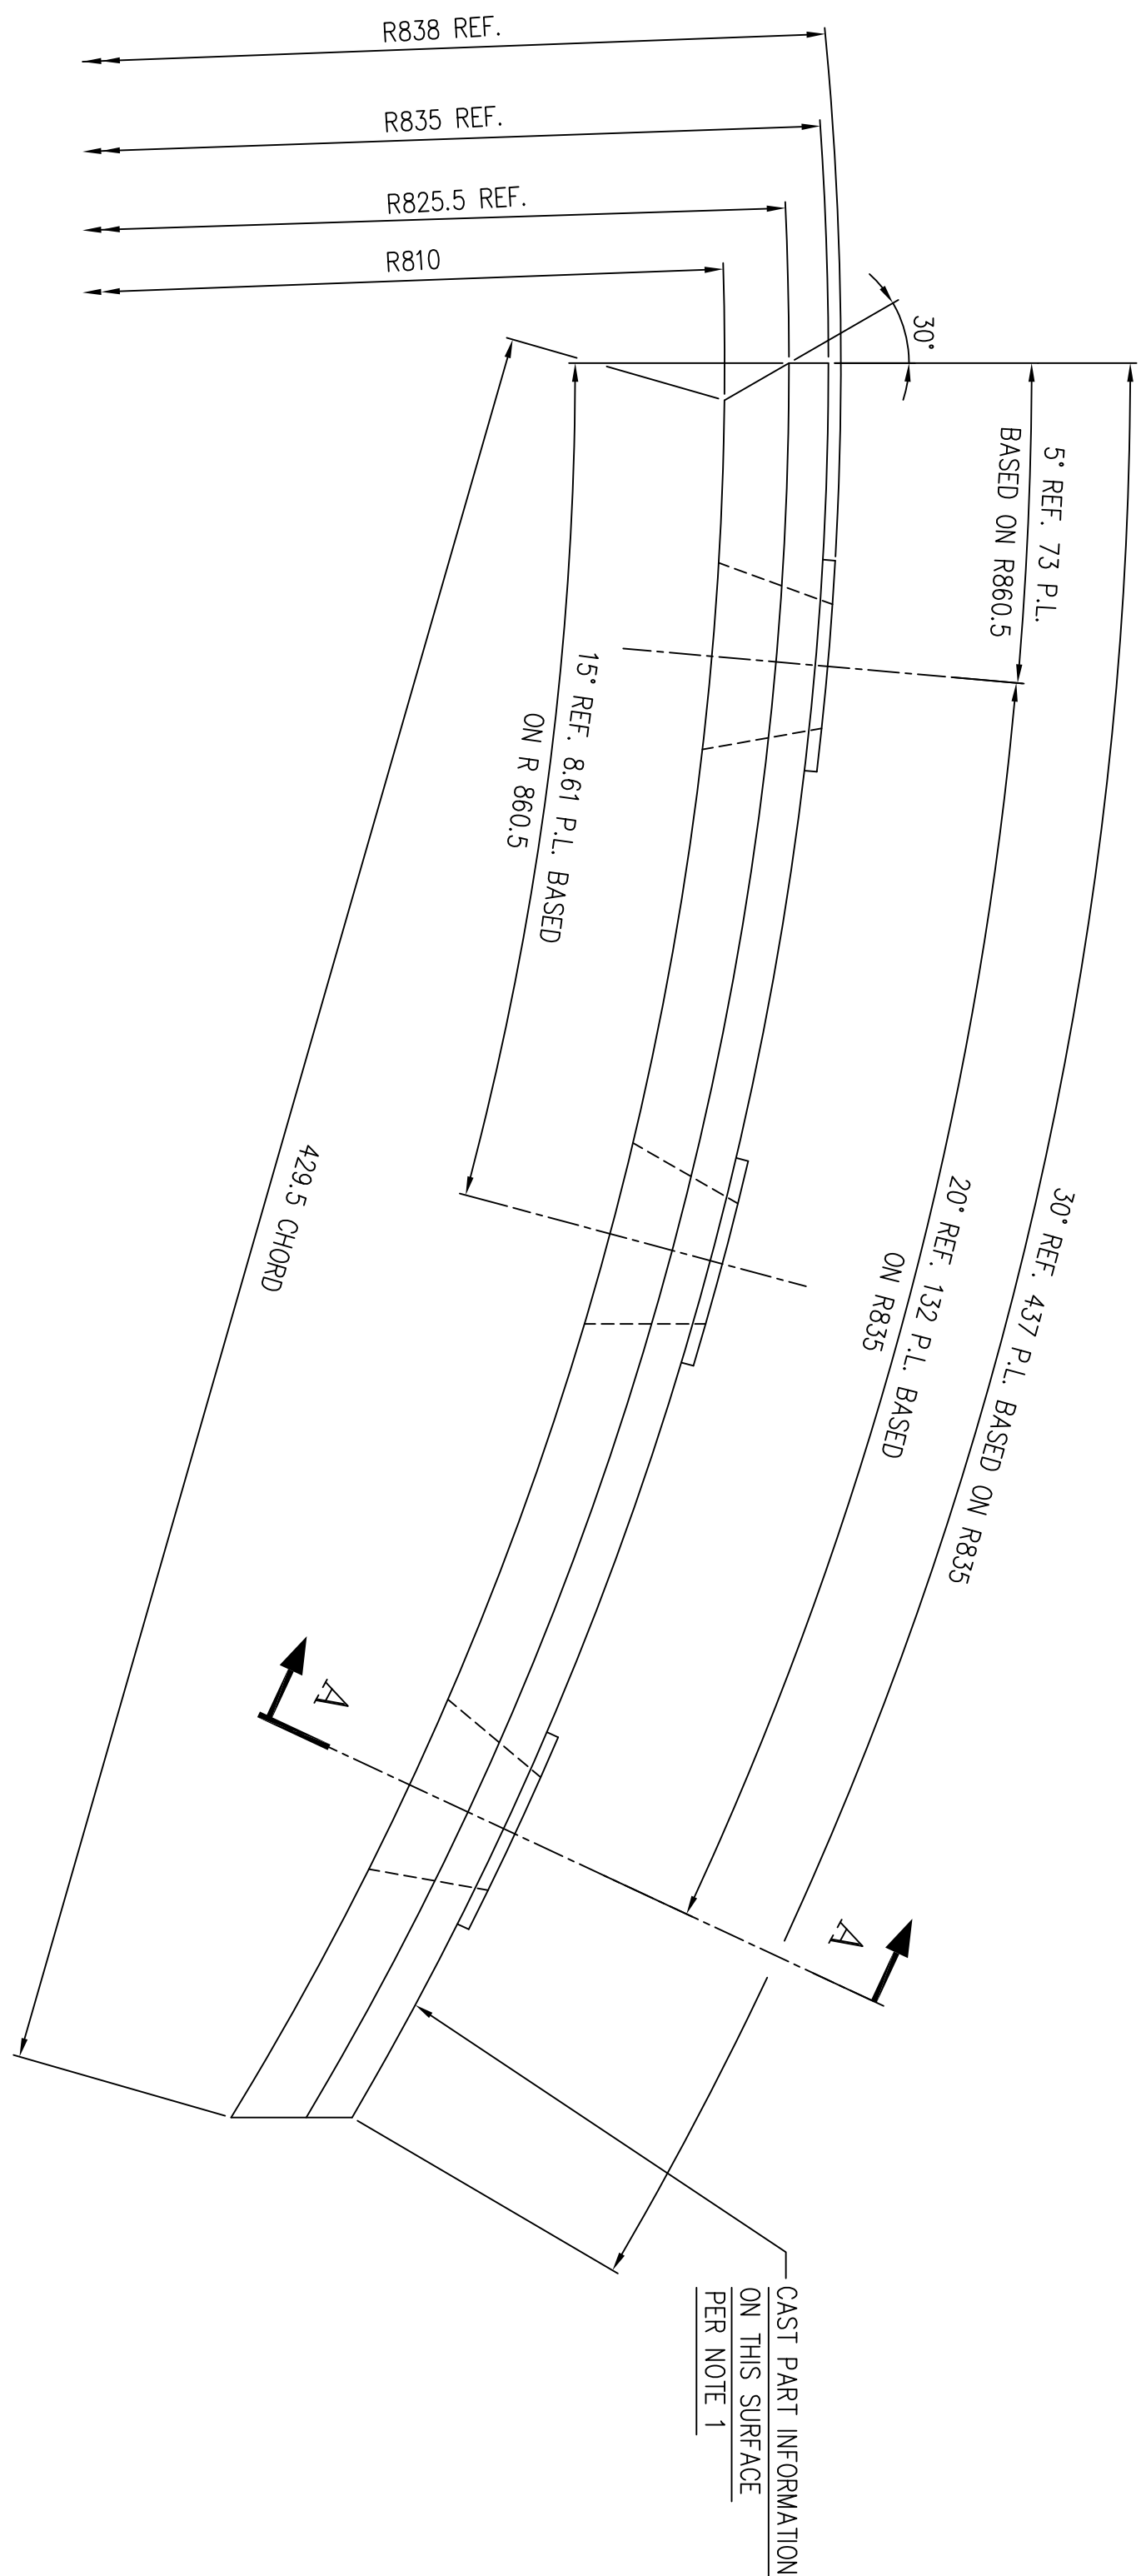 R838 REF.
R835 REF.
R825.5 REF.
R810
30°
5° REF. 73 P.L.
BASED ON R860.5
15° REF. 8.61 P.L. BASED
ON R 860.5
20° REF. 132 P.L. BASED
ON R835
30° REF. 437 P.L. BASED ON R835
429.5 CHORD
A
A
CAST PART INFORMATION
ON THIS SURFACE
PER NOTE 1